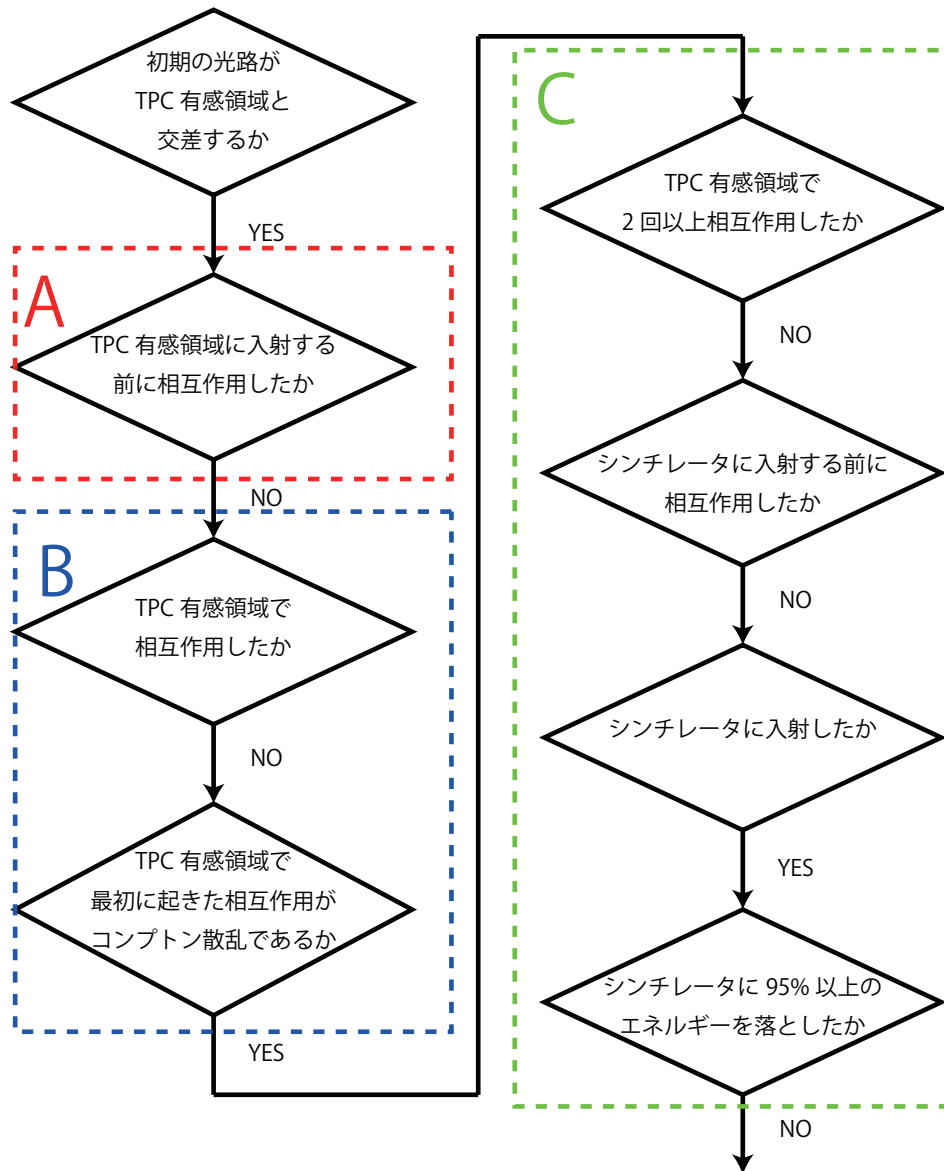 初期の光路が
TPC 有感領域と
交差するか
YES
A
TPC 有感領域に入射する
前に相互作用したか
NO
B
TPC 有感領域で
相互作用したか
NO
TPC 有感領域で
最初に起きた相互作用が
コンプトン散乱であるか
YES
C
TPC 有感領域で
2 回以上相互作用したか
NO
シンチレータに入射する前に
相互作用したか
NO
シンチレータに入射したか
YES
シンチレータに 95% 以上の
エネルギーを落としたか
NO